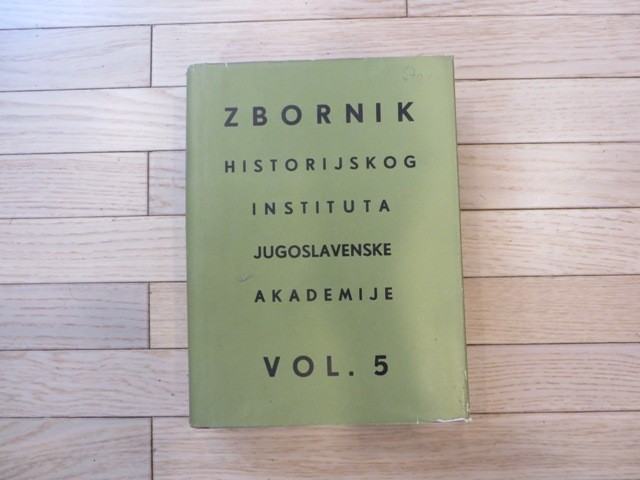 ZBORNIK
HISTORIJSKOG
INSTITUTA
JUGOSLAVENSKE
AKADEMIJE
VOL. 5